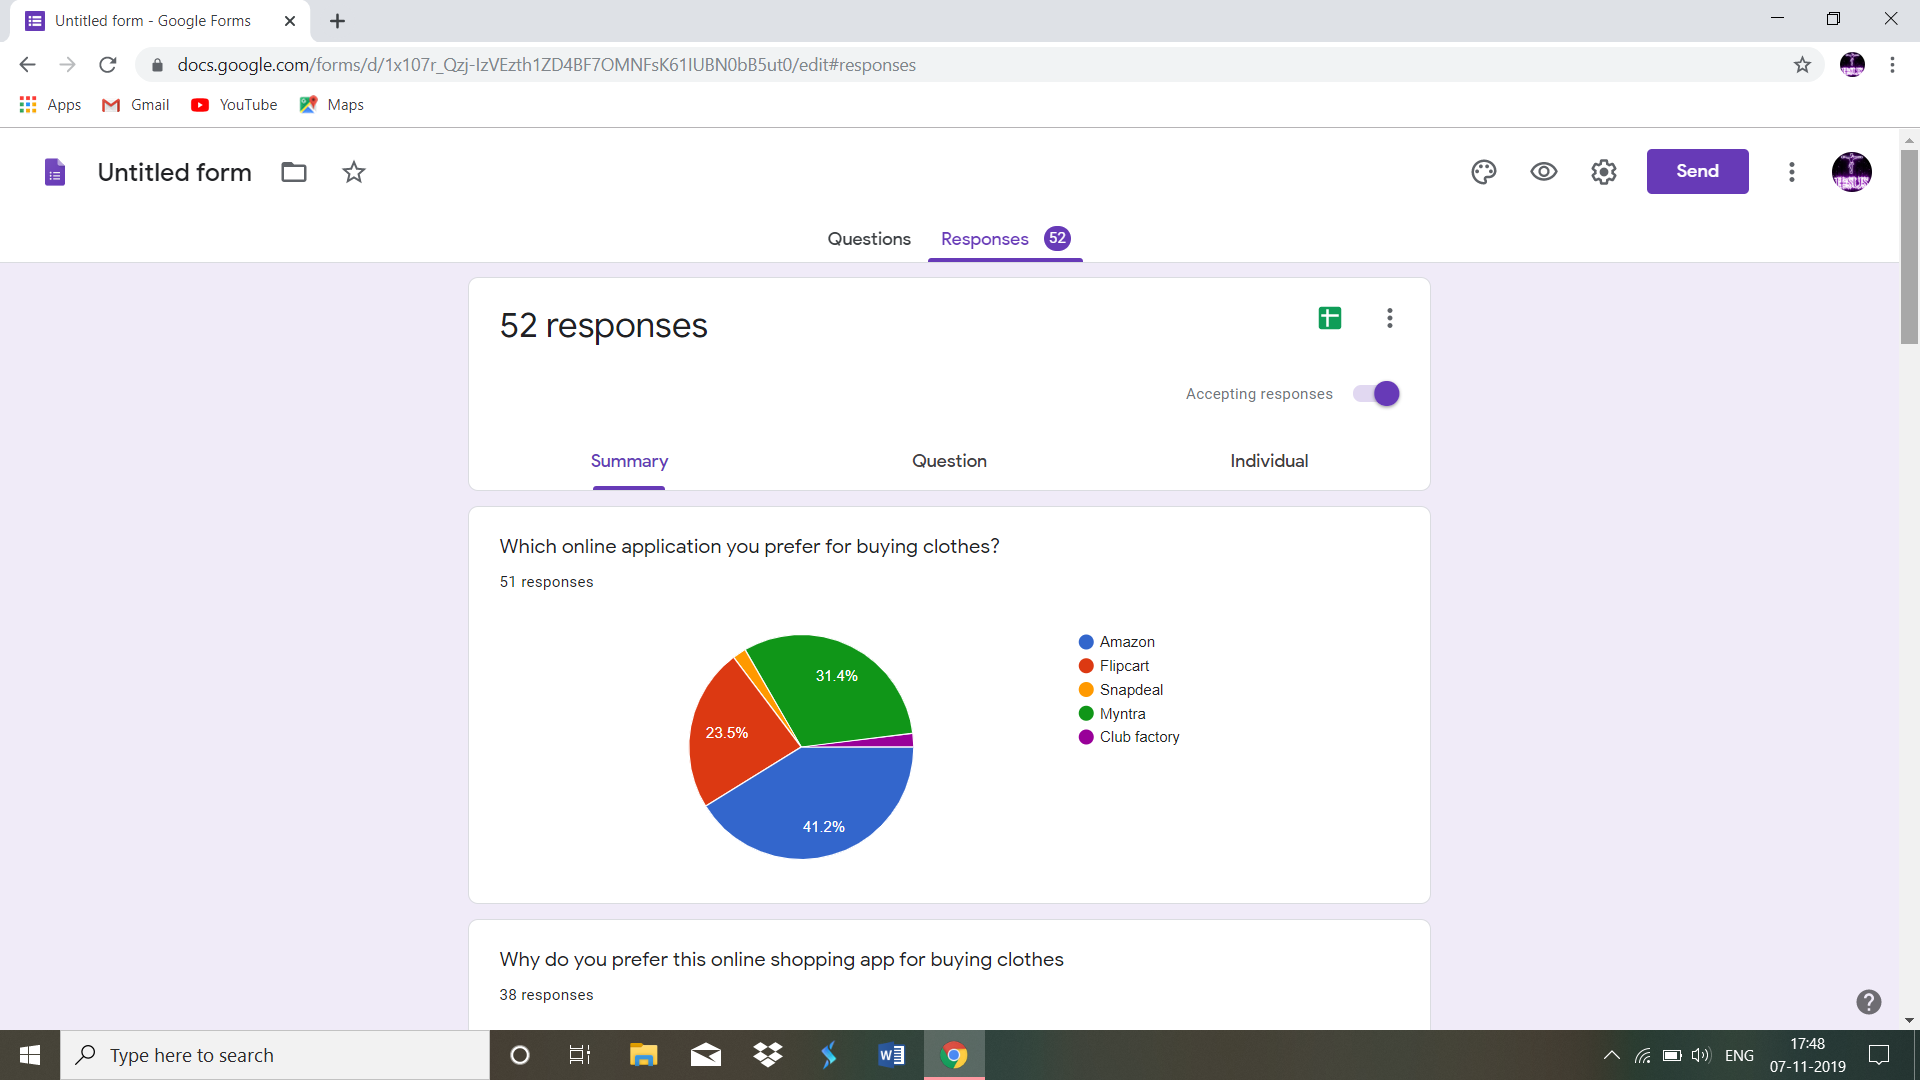 Untitled form - Google Forms
docs.google.com/forms/d/1x107r_Qzj-IzVEzth1ZD4BF7OMNFsK61IUBN0bB5ut0/edit#responses
Apps Gmail YouTube Maps
Untitled form
Send
Questions Responses 52
52 responses
Accepting responses
Summary Question Individual
Which online application you prefer for buying clothes?
51 responses
31.4%
23.5%
41.2%
Amazon
Flipcart
Snapdeal
Myntra
Club factory
Why do you prefer this online shopping app for buying clothes
38 responses
Type here to search
ENG
17:48
07-11-2019